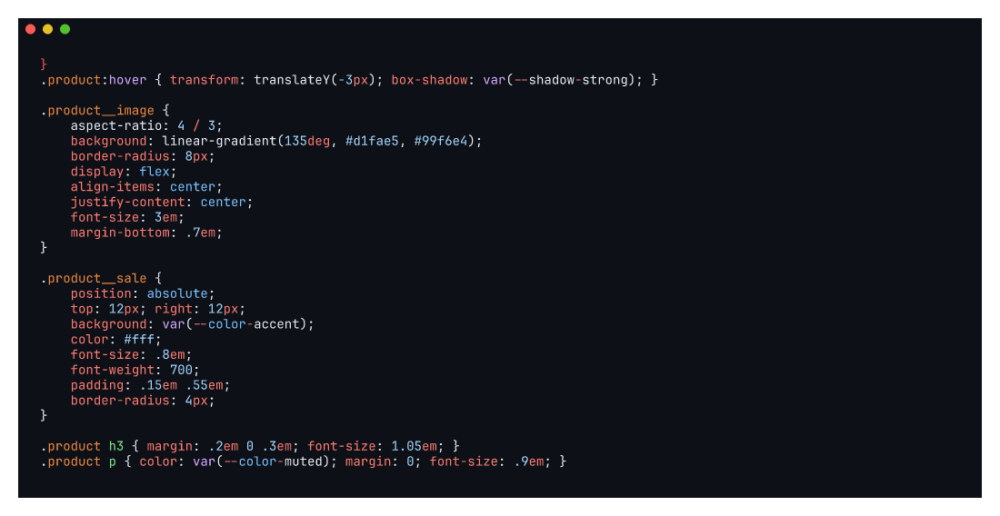 }
.product:hover { transform: translateY(-3px); box-shadow: var(--shadow-strong); }

.product__image {
    aspect-ratio: 4 / 3;
    background: linear-gradient(135deg, #d1fae5, #99f6e4);
    border-radius: 8px;
    display: flex;
    align-items: center;
    justify-content: center;
    font-size: 3em;
    margin-bottom: .7em;
}

.product__sale {
    position: absolute;
    top: 12px; right: 12px;
    background: var(--color-accent);
    color: #fff;
    font-size: .8em;
    font-weight: 700;
    padding: .15em .55em;
    border-radius: 4px;
}

.product h3 { margin: .2em 0 .3em; font-size: 1.05em; }
.product p { color: var(--color-muted); margin: 0; font-size: .9em; }